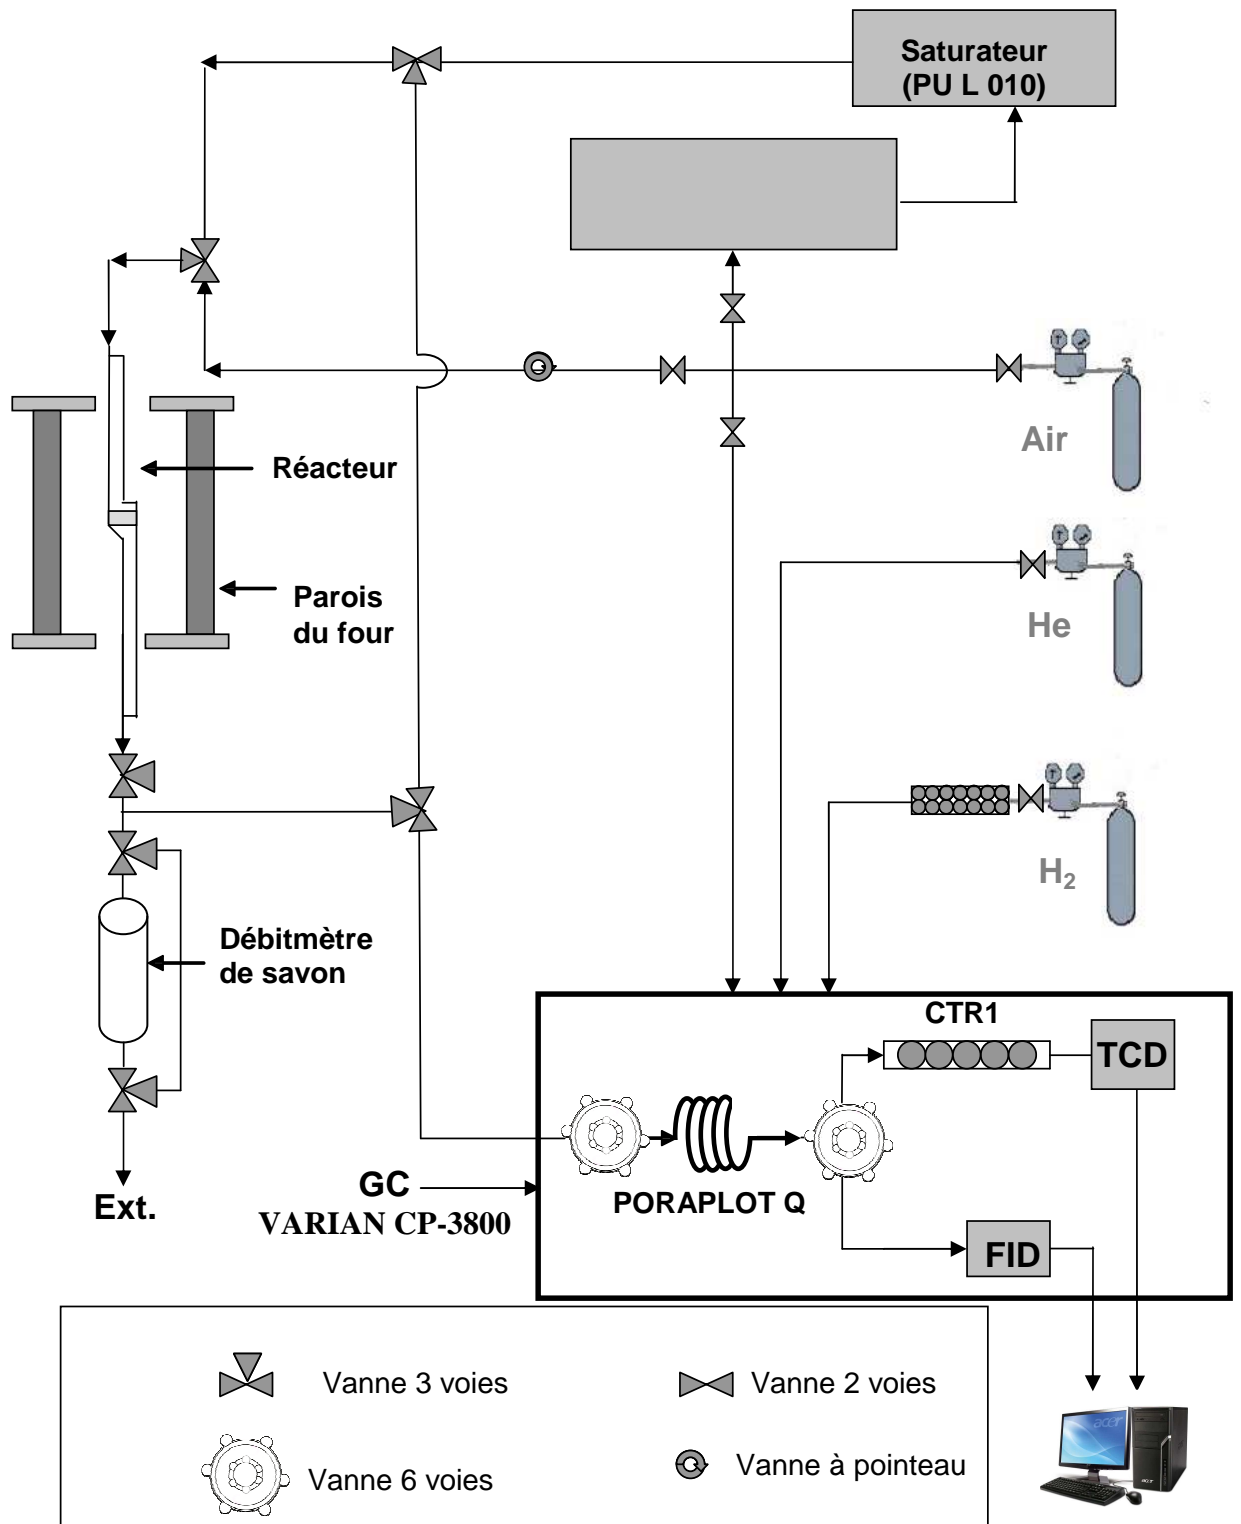 Saturateur
(PU L 010)
Air
Réacteur
He
Parois
du four
H₂
Débitmètre
de savon
CTR1
TCD
GC
VARIAN CP-3800
PORAPLOT Q
FID
Ext.
Vanne 3 voies
Vanne 2 voies
Vanne 6 voies
Vanne à pointeau
acer